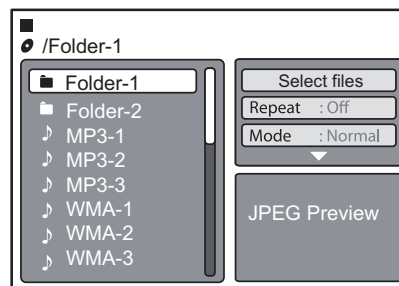 /Folder-1
Folder-1
Folder-2
MP3-1
MP3-2
MP3-3
WMA-1
WMA-2
WMA-3
Select files
Repeat : Off
Mode : Normal
JPEG Preview